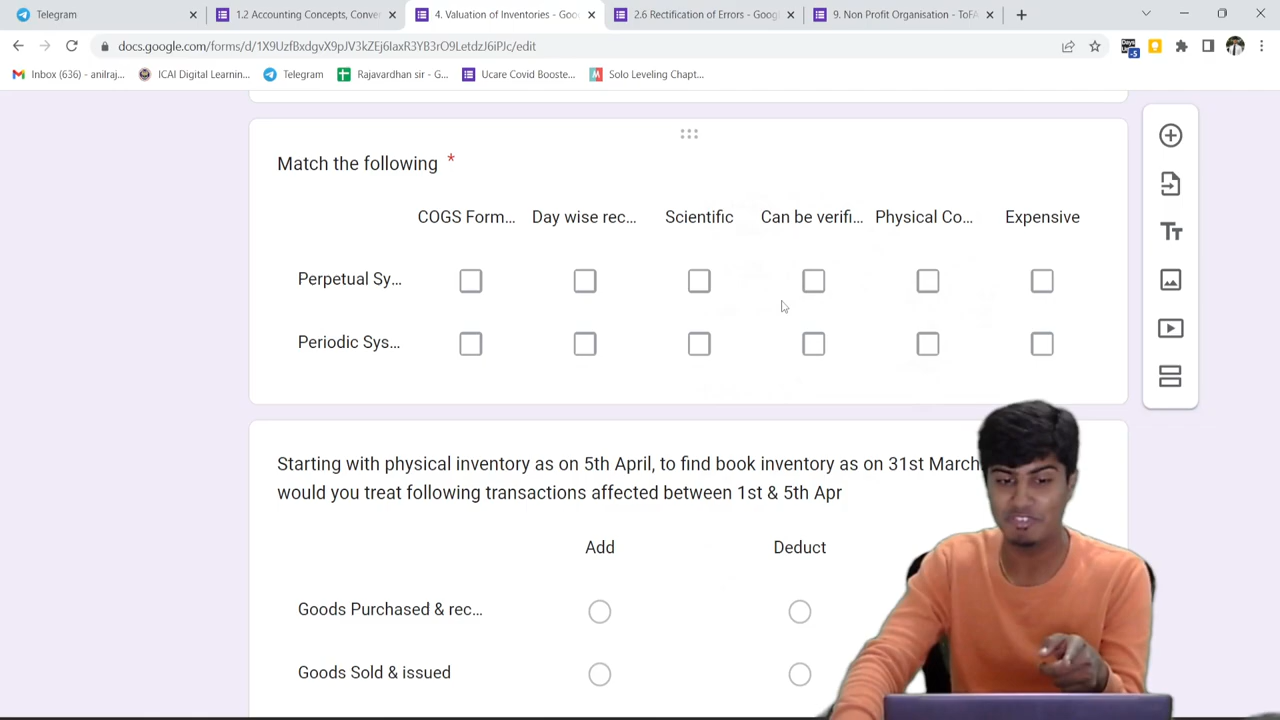 Telegram
1.2 Accounting Concepts, Conver
4. Valuation of Inventories - Goo
2.6 Rectification of Errors - Googl
9. Non Profit Organisation - ToFA
docs.google.com/forms/d/1X9UzfBxdgvX9pJV3kZEj6IaxR3YYBrO9LetdzJ6iPJc/edit
Inbox (636) - anilraj...
ICAI Digital Learnin...
Telegram
Rajavardhan sir - G...
Ucare Covid Booste...
Solo Leveling Chapt...
Match the following *
COGS Form... Day wise rec... Scientific Can be verifi... Physical Co... Expensive
Perpetual Sy...
Periodic Sys...
Starting with physical inventory as on 5th April, to find book inventory as on 31st March
would you treat following transactions affected between 1st & 5th Apr
Add Deduct
Goods Purchased & rec...
Goods Sold & issued